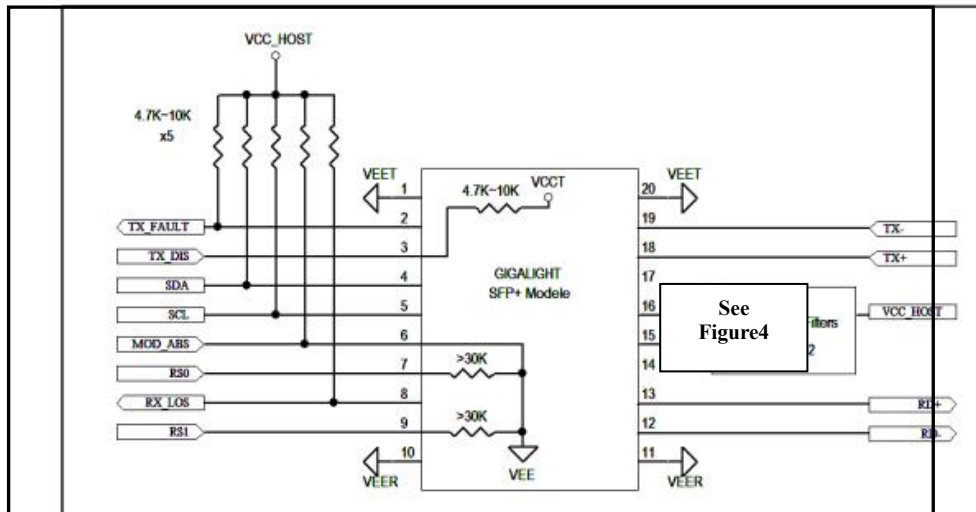 VCC_HOST
4.7K~10K
x5
VEET
1
4.7K~10K
VCCT
20
VEET
TX_FAULT
2
19
TX-
TX_DIS
3
18
TX+
SDA
4
GIGALIGHT
SFP+ Modele
17
SCL
5
16
See
Figure4
Filters
2
VCC_HOST
MOD_ABS
6
15
RS0
7
>30K
14
RX_LOS
8
13
RD+
RS1
9
>30K
12
RD-
10
VEER
VEE
11
VEER